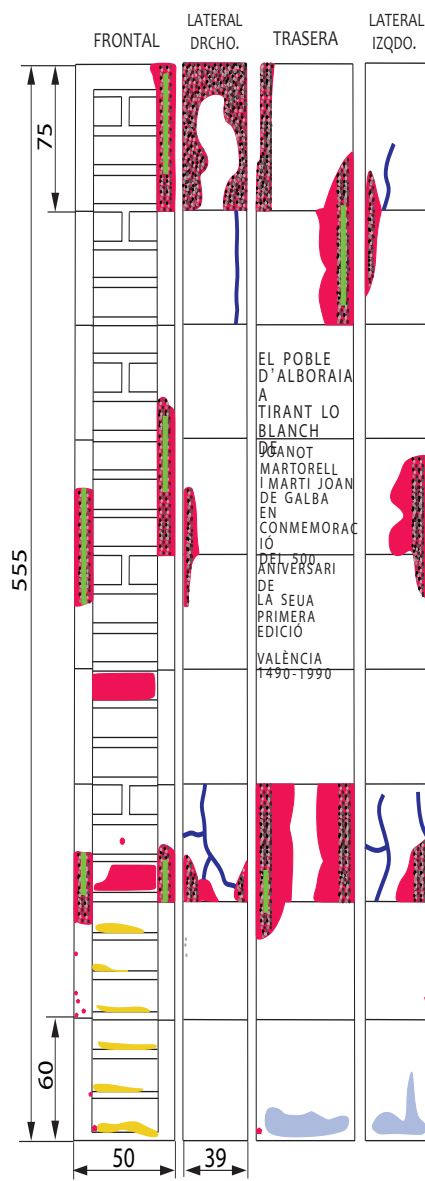 FRONTAL
LATERAL
DRCHO.
TRASERA
LATERAL
IZQDO.
75
555
60
50
39
EL POBLE
D'ALBORAIA
A
TIRANT LO
BLANCH
DE
JOANOT
MARTORELL
I MARTI JOAN
DE GALBA
EN
CONMEMORAC
IÓ
DEL 500
ANIVERSARI
DE
LA SEUA
PRIMERA
EDICIÓ
VALÈNCIA
1490-1990